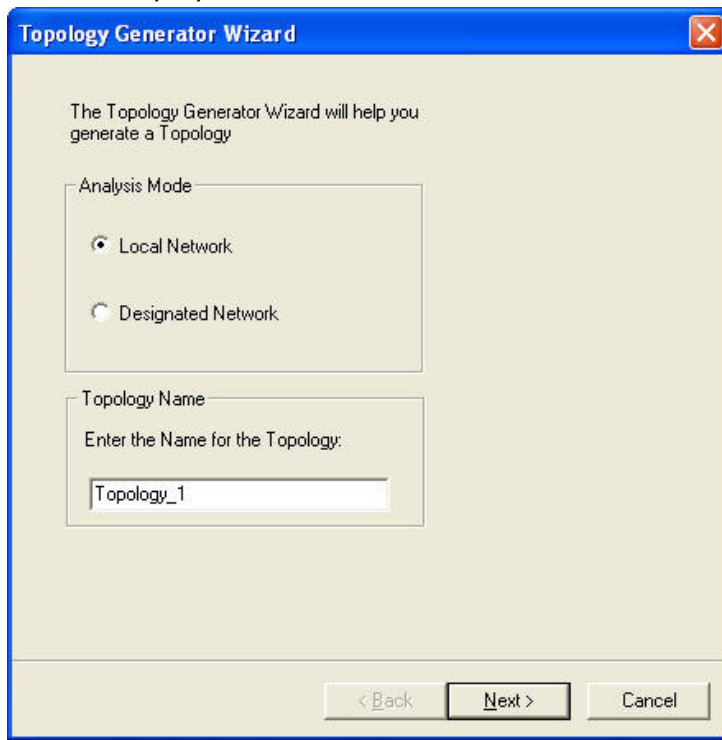 Topology Generator Wizard
The Topology Generator Wizard will help you
generate a Topology
Analysis Mode
Local Network
Designated Network
Topology Name
Enter the Name for the Topology:
Topology_1
< Back
Next >
Cancel